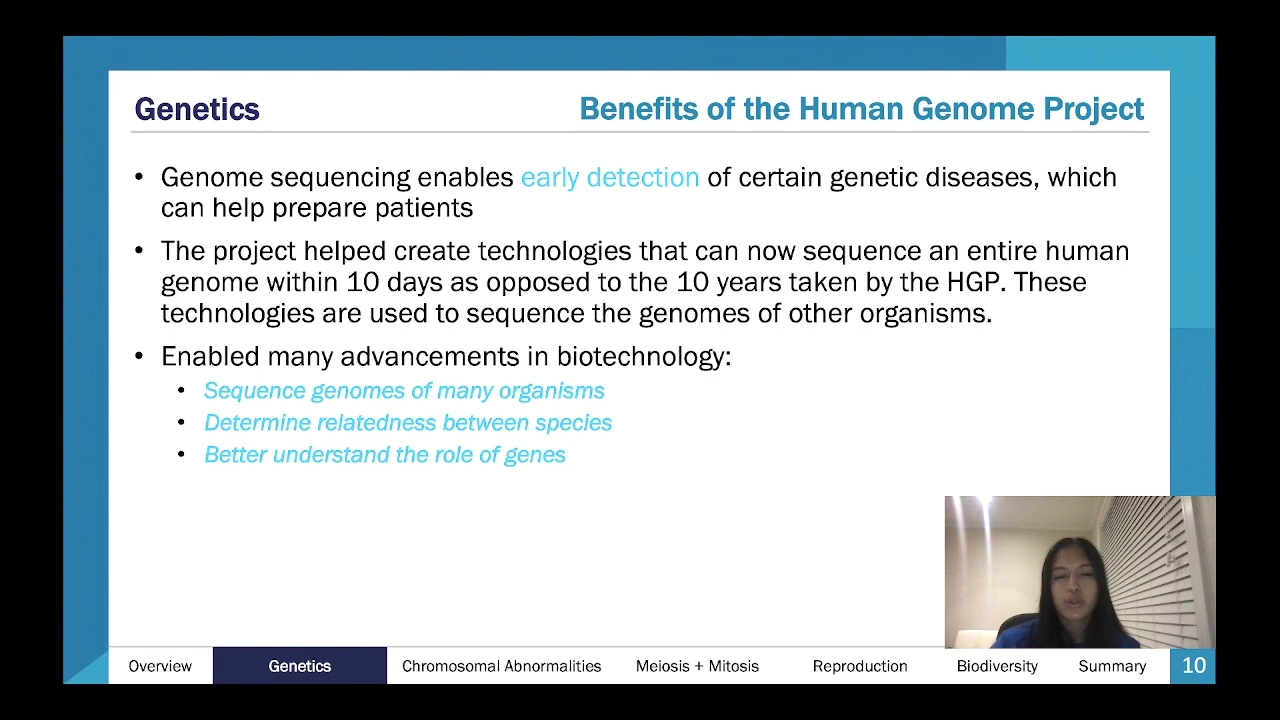 Genetics
Benefits of the Human Genome Project
• Genome sequencing enables early detection of certain genetic diseases, which
can help prepare patients
• The project helped create technologies that can now sequence an entire human
genome within 10 days as opposed to the 10 years taken by the HGP. These
technologies are used to sequence the genomes of other organisms.
• Enabled many advancements in biotechnology:
• Sequence genomes of many organisms
• Determine relatedness between species
• Better understand the role of genes
Overview
Genetics
Chromosomal Abnormalities
Meiosis + Mitosis
Reproduction
Biodiversity
Summary
10